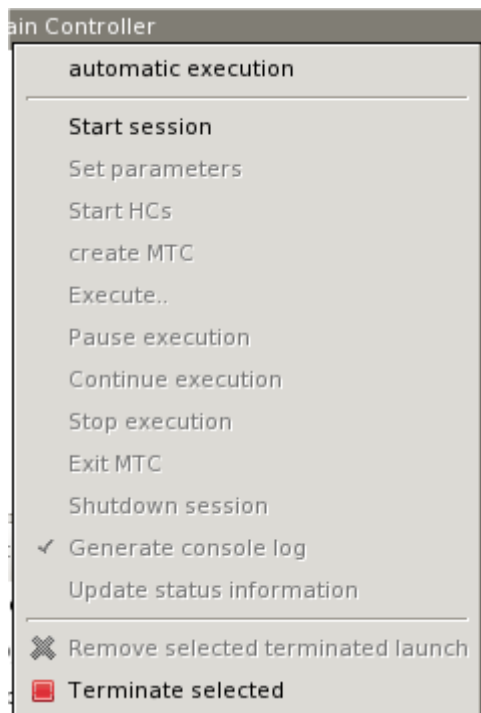 ain Controller
automatic execution
Start session
Set parameters
Start HCs
create MTC
Execute..
Pause execution
Continue execution
Stop execution
Exit MTC
Shutdown session
Generate console log
Update status information
Remove selected terminated launch
Terminate selected